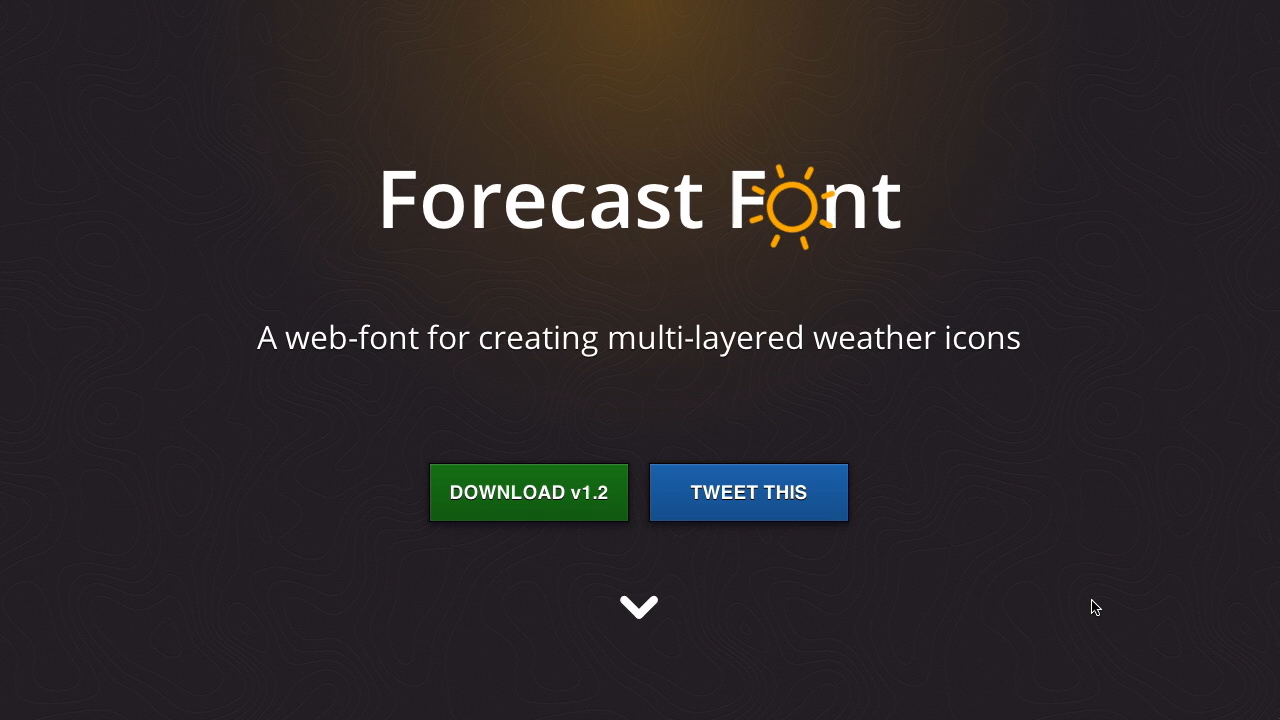 Forecast Font
A web-font for creating multi-layered weather icons
DOWNLOAD v1.2
TWEET THIS